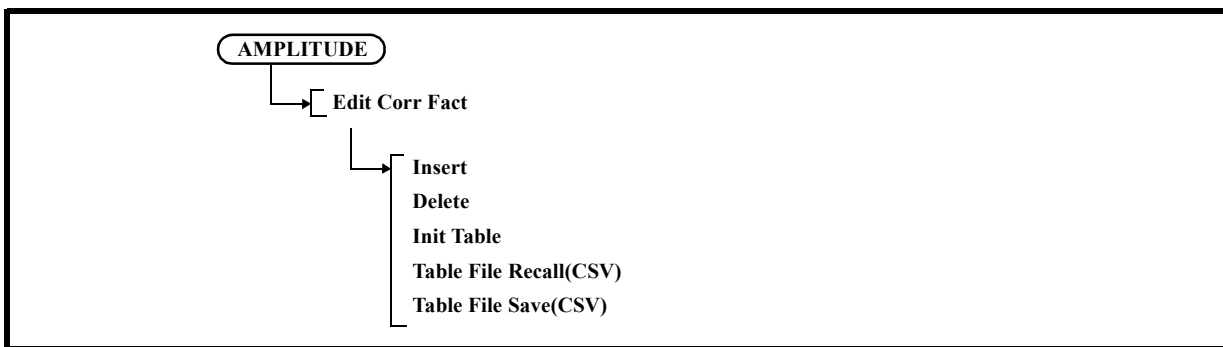 AMPLITUDE
Edit Corr Fact
Insert
Delete
Init Table
Table File Recall(CSV)
Table File Save(CSV)